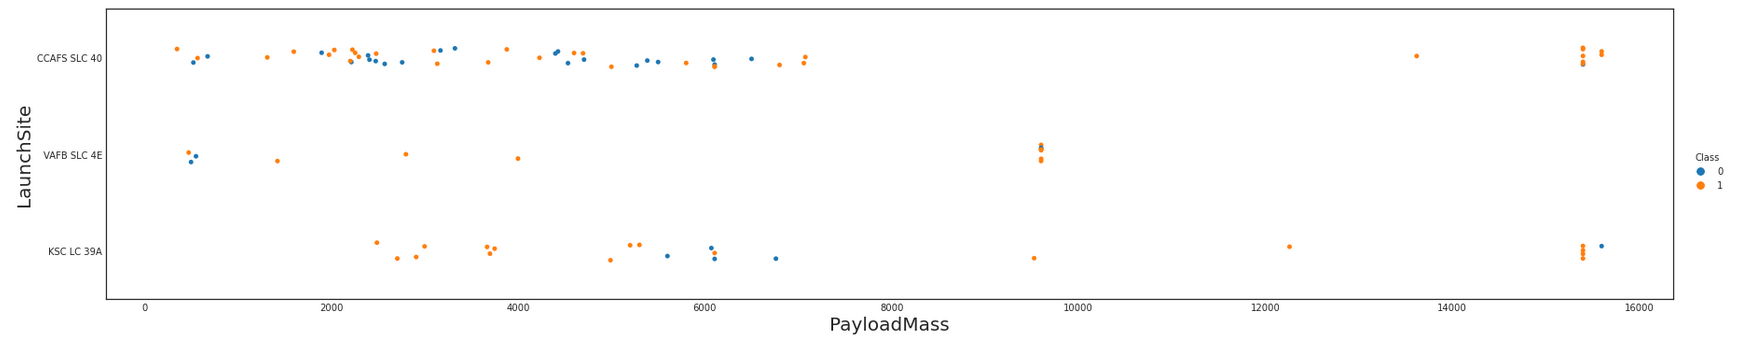 LaunchSite
CCAFS SLC 40
VAFB SLC 4E
KSC LC 39A
0 2000 4000 6000 8000 10000 12000 14000 16000
PayloadMass
Class
0
1